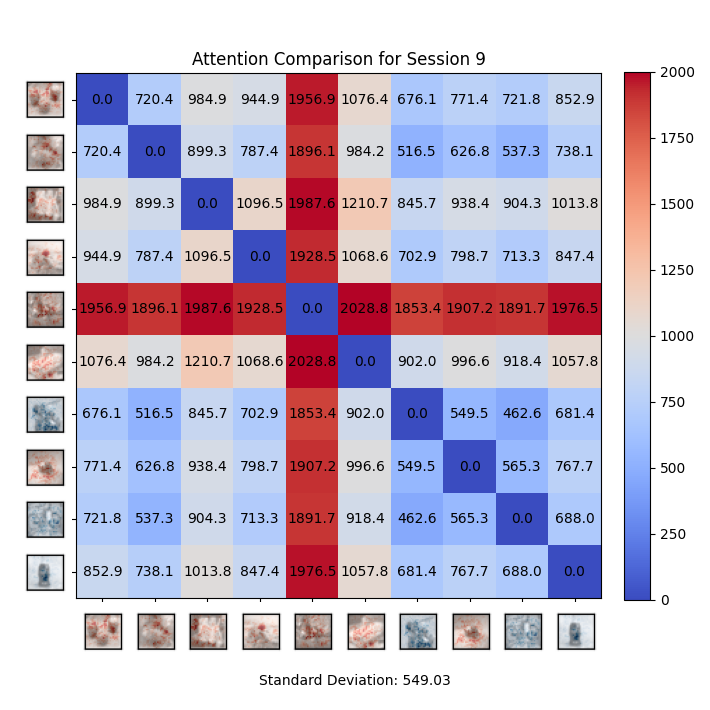 Attention Comparison for Session 9
0.0 720.4 984.9 944.9 1956.9 1076.4 676.1 771.4 721.8 852.9
720.4 0.0 899.3 787.4 1896.1 984.2 516.5 626.8 537.3 738.1
984.9 899.3 0.0 1096.5 1987.6 1210.7 845.7 938.4 904.3 1013.8
944.9 787.4 1096.5 0.0 1928.5 1068.6 702.9 798.7 713.3 847.4
1956.9 1896.1 1987.6 1928.5 0.0 2028.8 1853.4 1907.2 1891.7 1976.5
1076.4 984.2 1210.7 1068.6 2028.8 0.0 902.0 996.6 918.4 1057.8
676.1 516.5 845.7 702.9 1853.4 902.0 0.0 549.5 462.6 681.4
771.4 626.8 938.4 798.7 1907.2 996.6 549.5 0.0 565.3 767.7
721.8 537.3 904.3 713.3 1891.7 918.4 462.6 565.3 0.0 688.0
852.9 738.1 1013.8 847.4 1976.5 1057.8 681.4 767.7 688.0 0.0
2000
1750
1500
1250
1000
750
500
250
0
Standard Deviation: 549.03